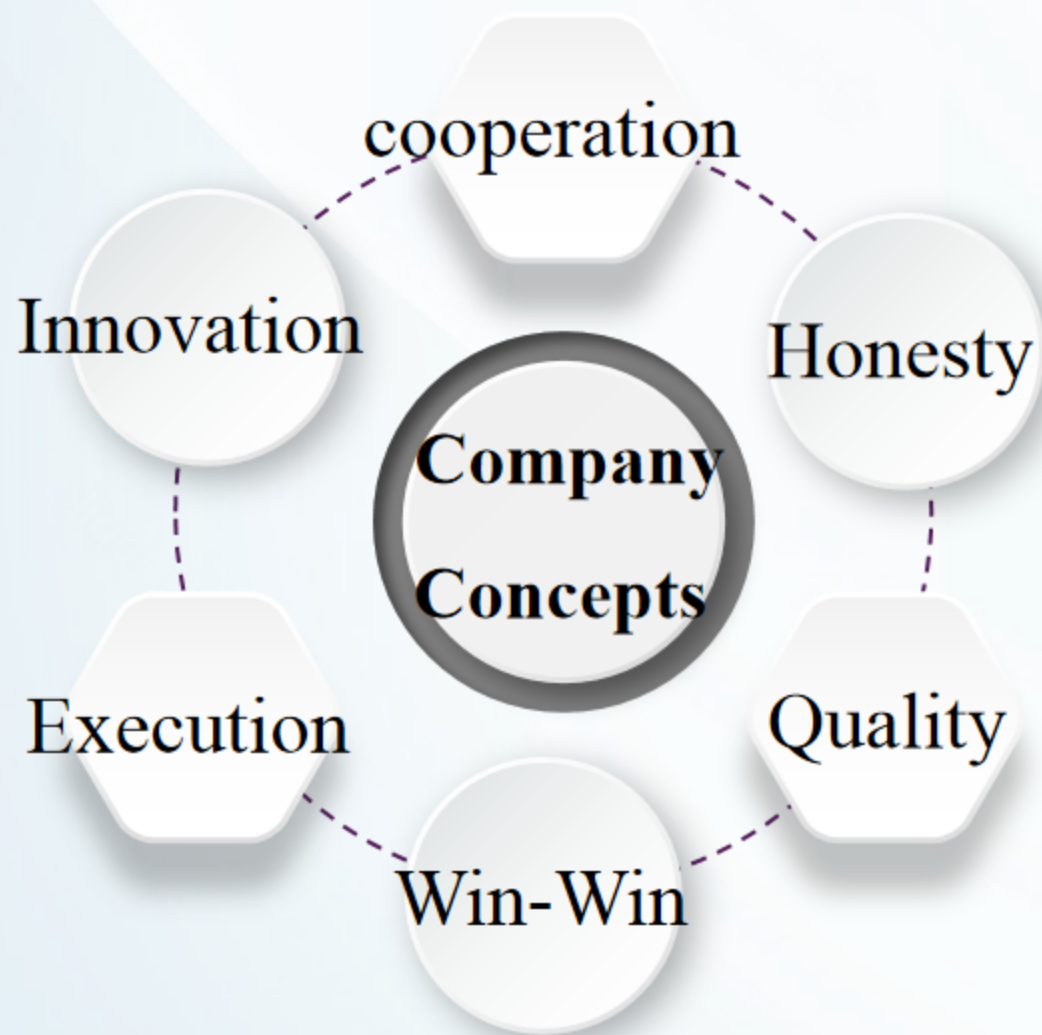 cooperation
Innovation
Honesty
Company
Concepts
Execution
Quality
Win-Win